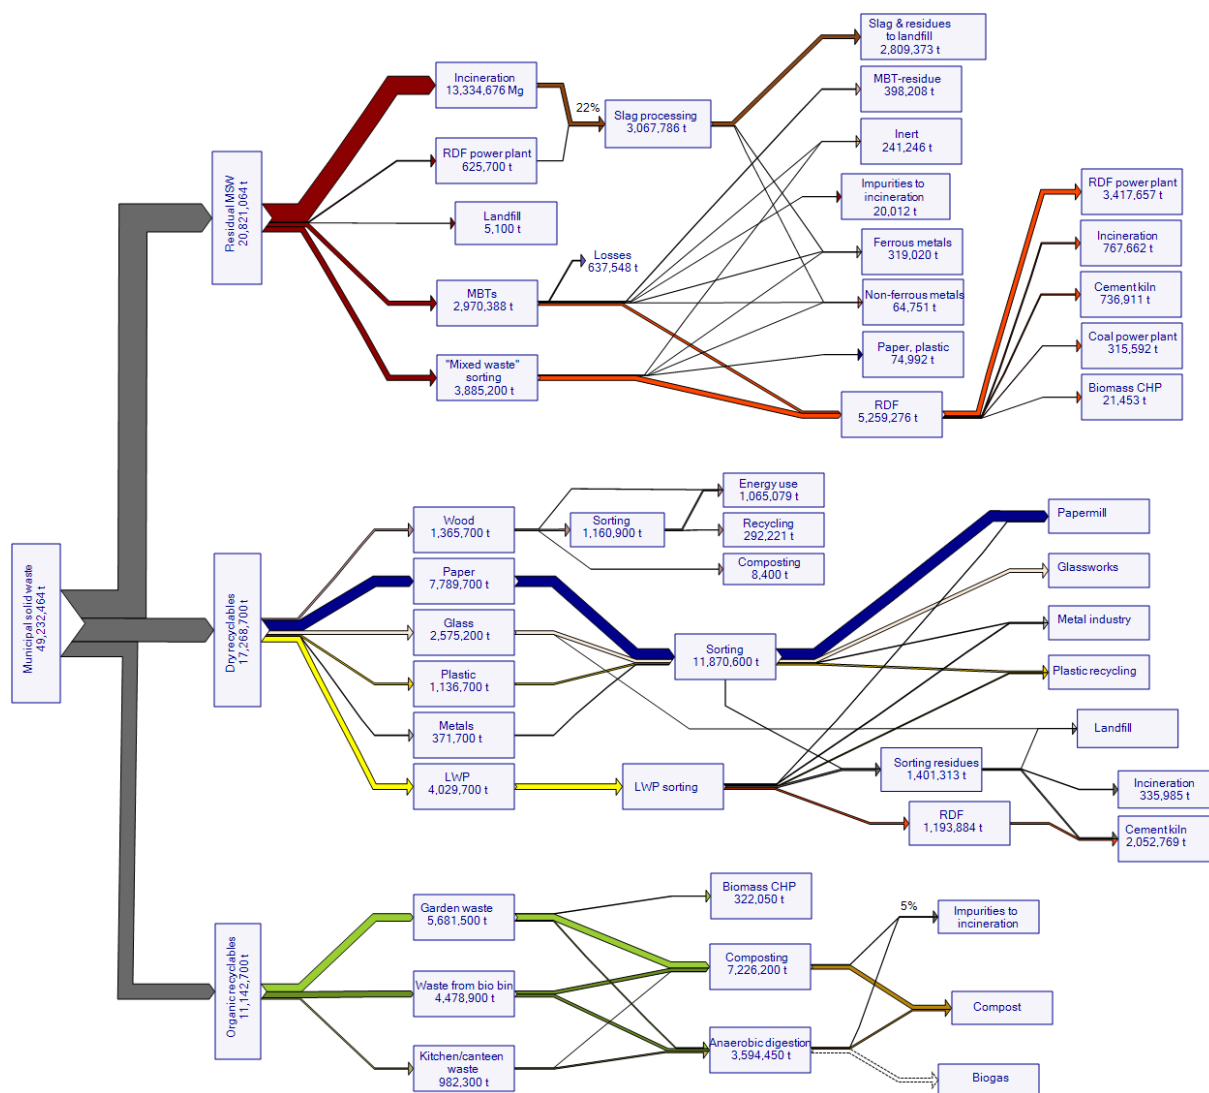 Municipal solid waste
49,232,464 t
Residual MSW
20,821,064 t
Incineration
13,334,676 Mg
RDF power plant
625,700 t
Landfill
5,100 t
MBTs
2,970,388 t
"Mixed waste"
sorting
3,885,200 t
22%
Slag processing
3,067,786 t
Losses
637,548 t
Slag & residues
to landfill
2,809,373 t
MBT-residue
398,208 t
Inert
241,246 t
Impurities to
incineration
20,012 t
Ferrous metals
319,020 t
Non-ferrous metals
64,751 t
Paper, plastic
74,992 t
RDF
5,259,276 t
RDF power plant
3,417,657 t
Incineration
767,662 t
Cement kiln
736,911 t
Coal power plant
315,592 t
Biomass CHP
21,453 t
Dry recyclables
17,268,700 t
Wood
1,365,700 t
Paper
7,789,700 t
Glass
2,575,200 t
Plastic
1,136,700 t
Metals
371,700 t
LWP
4,029,700 t
Sorting
1,160,900 t
Energy use
1,065,079 t
Recycling
292,221 t
Composting
8,400 t
Sorting
11,870,600 t
LWP sorting
Papermill
Glassworks
Metal industry
Plastic recycling
Landfill
Sorting residues
1,401,313 t
RDF
1,193,884 t
Incineration
335,985 t
Cement kiln
2,052,769 t
Organic recyclables
11,142,700 t
Garden waste
5,681,500 t
Waste from bio bin
4,478,900 t
Kitchen/canteen
waste
982,300 t
Biomass CHP
322,050 t
Composting
7,226,200 t
Anaerobic digestion
3,594,450 t
5%
Impurities to
incineration
Compost
Biogas